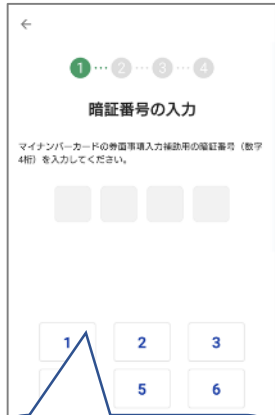 ←
1 2 3 4
暗証番号の入力
マイナンバーカードの券面事項入力補助用の暗証番号（数字
4桁）を入力してください。
1 2 3
5 6